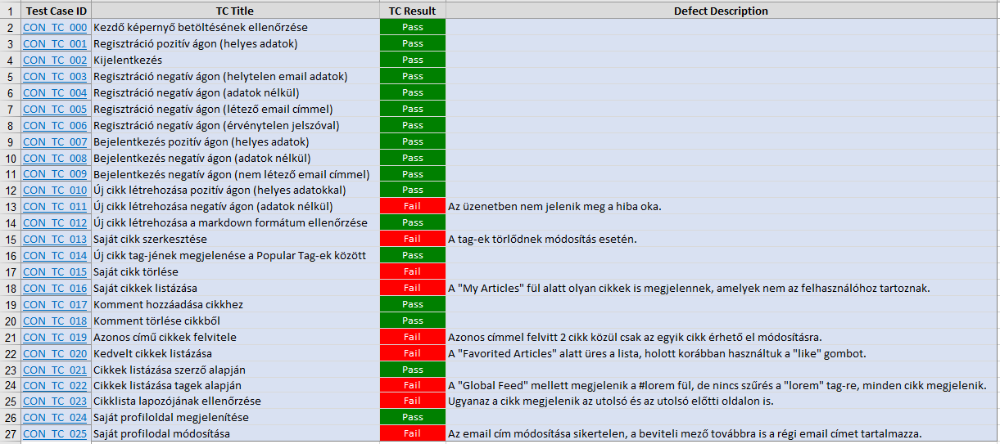 1 Test Case ID TC Title TC Result Defect Description
2 CON_TC_000 Kezdő képernyő betöltésének ellenőrzése Pass
3 CON_TC_001 Regisztráció pozitív ágon (helyes adatok) Pass
4 CON_TC_002 Kijelentkezés Pass
5 CON_TC_003 Regisztráció negatív ágon (helytelen email adatok) Pass
6 CON_TC_004 Regisztráció negatív ágon (adatok nélkül) Pass
7 CON_TC_005 Regisztráció negatív ágon (létező email címmel) Pass
8 CON_TC_006 Regisztráció negatív ágon (érvénytelen jelszóval) Pass
9 CON_TC_007 Bejelentkezés pozitív ágon (helyes adatok) Pass
10 CON_TC_008 Bejelentkezés negatív ágon (adatok nélkül) Pass
11 CON_TC_009 Bejelentkezés negatív ágon (nem létező email címmel) Pass
12 CON_TC_010 Új cikk létrehozása pozitív ágon (helyes adatokkal) Pass
13 CON_TC_011 Új cikk létrehozása negatív ágon (adatok nélkül) Fail Az üzenetben nem jelenik meg a hiba oka.
14 CON_TC_012 Új cikk létrehozása a markdown formátum ellenőrzése Pass
15 CON_TC_013 Saját cikk szerkesztése Fail A tag-ek törlődnek módosítás esetén.
16 CON_TC_014 Új cikk tag-jének megjelenése a Popular Tag-ek között Pass
17 CON_TC_015 Saját cikk törlése Fail
18 CON_TC_016 Saját cikkek listázása Fail A "My Articles" fül alatt olyan cikkek is megjelennek, amelyek nem az felhasználóhoz tartoznak.
19 CON_TC_017 Komment hozzáadása cikkhez Pass
20 CON_TC_018 Komment törlése cikkből Pass
21 CON_TC_019 Azonos című cikkek felvitele Fail Azonos címmel felvitt 2 cikk közül csak az egyik cikk érhető el módosításra.
22 CON_TC_020 Kedvelt cikkek listázása Fail A "Favorited Articles" alatt üres a lista, holott korábban használtuk a "like" gombot.
23 CON_TC_021 Cikkek listázása szerző alapján Pass
24 CON_TC_022 Cikkek listázása tagek alapján Fail A "Global Feed" mellett megjelenik a #lorem fül, de nincs szűrés a "lorem" tag-re, minden cikk megjelenik.
25 CON_TC_023 Cikklista lapozójának ellenőrzése Fail Ugyanaz a cikk megjelenik az utolsó és az utolsó előtti oldalon is.
26 CON_TC_024 Saját profiloldal megjelenítése Pass
27 CON_TC_025 Saját profilodal módosítása Fail Az email cím módosítása sikertelen, a beviteli mező továbbra is a régi email címet tartalmazza.